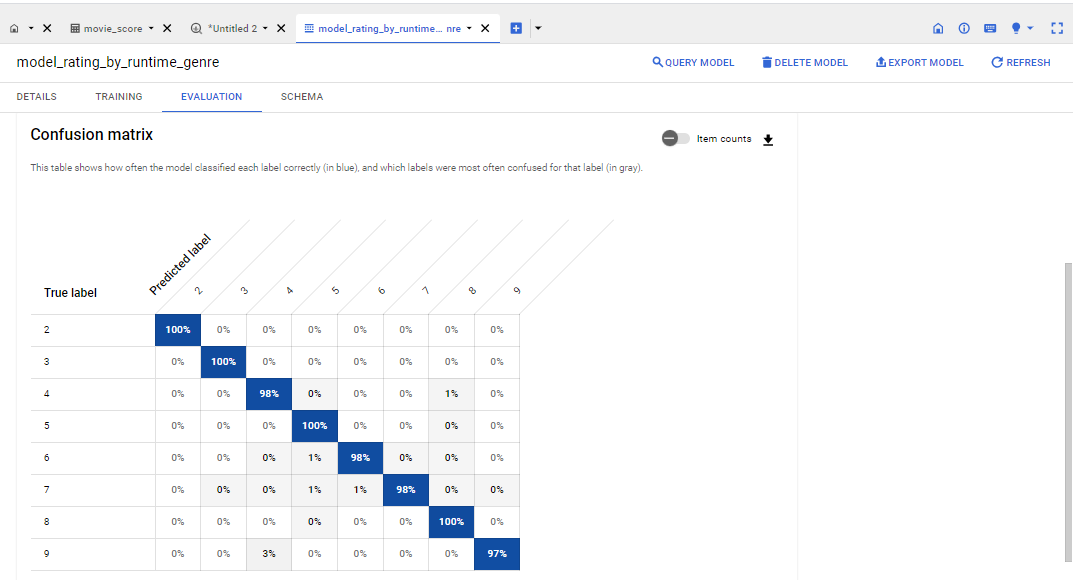 movie_score *Untitled 2 model_rating_by_runtime... nre
model_rating_by_runtime_genre QUERY MODEL DELETE MODEL EXPORT MODEL REFRESH
DETAILS TRAINING EVALUATION SCHEMA
Confusion matrix Item counts
This table shows how often the model classified each label correctly (in blue), and which labels were most often confused for that label (in gray).
Predicted label
True label 2 3 4 5 6 7 8 9
2 100% 0% 0% 0% 0% 0% 0% 0%
3 0% 100% 0% 0% 0% 0% 0% 0%
4 0% 0% 98% 0% 0% 0% 1% 0%
5 0% 0% 0% 100% 0% 0% 0% 0%
6 0% 0% 0% 1% 98% 0% 0% 0%
7 0% 0% 0% 1% 1% 98% 0% 0%
8 0% 0% 0% 0% 0% 0% 100% 0%
9 0% 0% 3% 0% 0% 0% 0% 97%